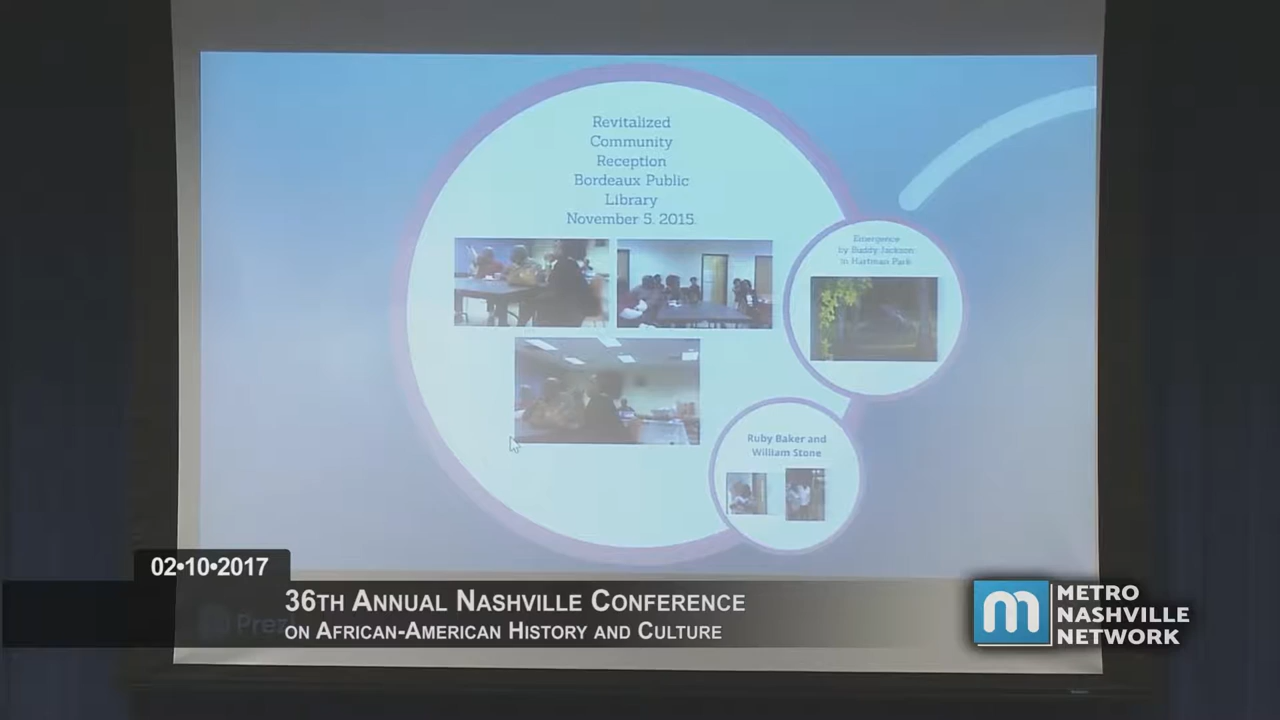 Revitalized
Community
Reception
Bordeaux Public
Library
November 5. 2015.
Emergence
by Buddy Jackson
in Hartman Park
Ruby Baker and
William Stone
02•10•2017
36TH ANNUAL NASHVILLE CONFERENCE
ON AFRICAN-AMERICAN HISTORY AND CULTURE
Prezi
m
METRO
NASHVILLE
NETWORK